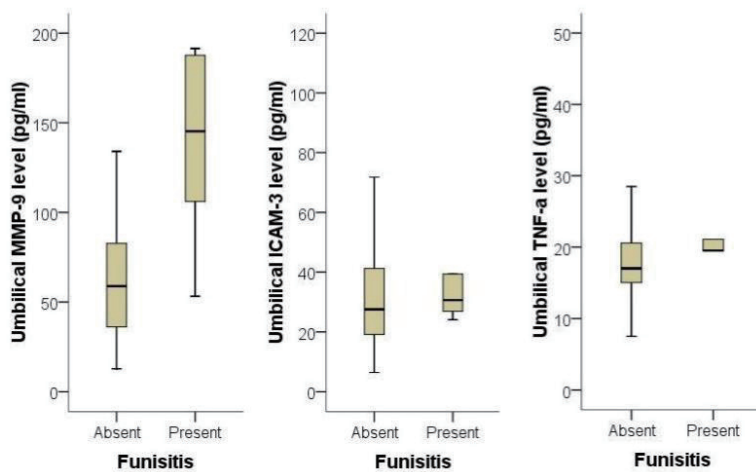 Umbilical MMP-9 level (pg/ml)
200
150
100
50
0
Absent Present
Funisitis
Umbilical ICAM-3 level (pg/ml)
120
100
80
60
40
20
0
Absent Present
Funisitis
Umbilical TNF-a level (pg/ml)
50
40
30
20
10
0
Absent Present
Funisitis